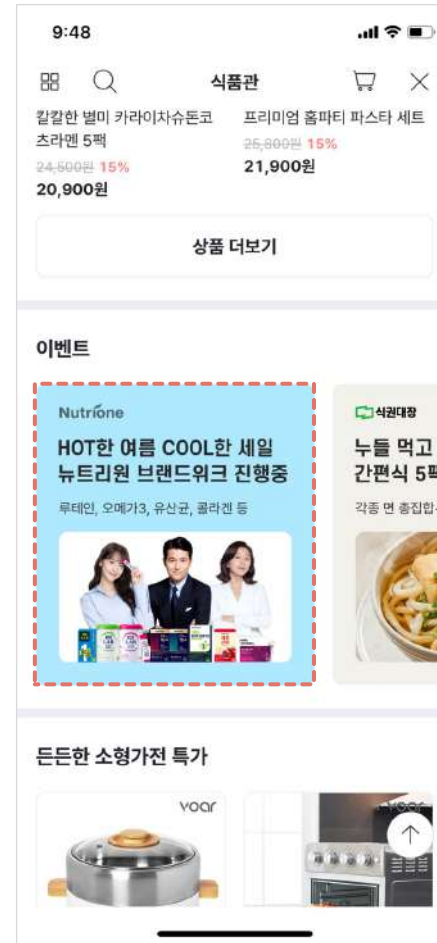 9:48
식품관
칼칼한 별미 카라이차슈돈코
츠라멘 5팩
24,500원 15%
20,900원
프리미엄 홈파티 파스타 세트
25,800원 15%
21,900원
상품 더보기
이벤트
Nutrione
HOT한 여름 COOL한 세일
뉴트리원 브랜드위크 진행중
루테인, 오메가3, 유산균, 콜라겐 등
식권대장
누들 먹고
간편식 5팩
각종 면 총집합
든든한 소형가전 특가
voar
voar